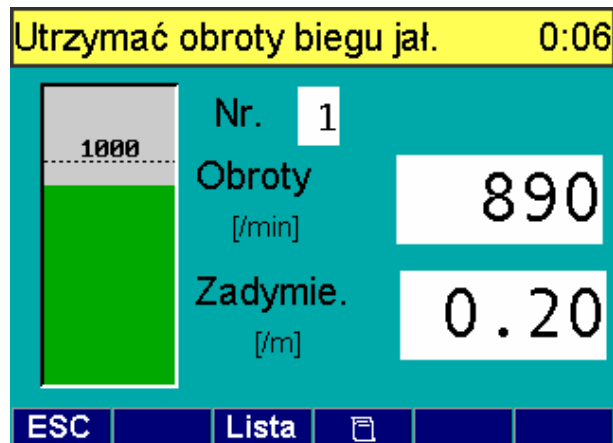 Utrzymać obroty biegu jał. 0:06
Nr. 1
1000
Obroty 890
[/min]
Zadymie. 0.20
[/m]
ESC Lista